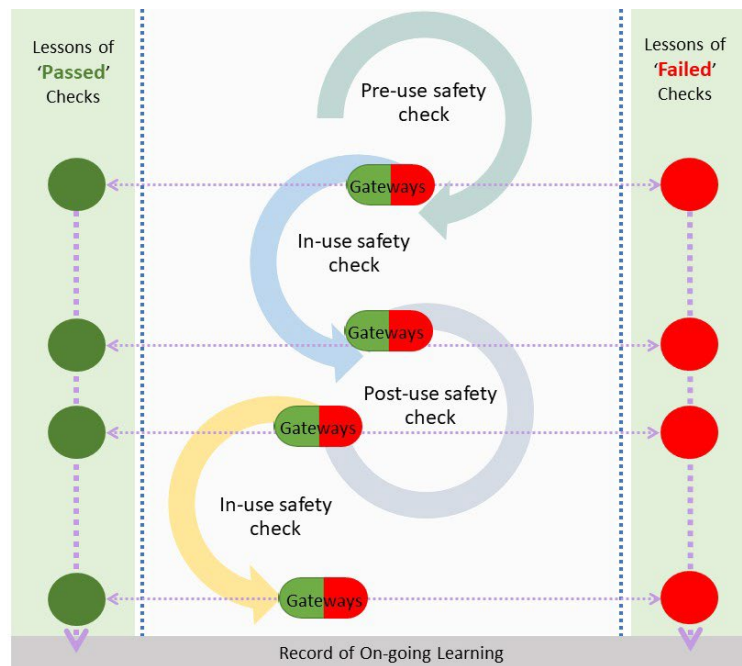 Lessons of
‘Passed’
Checks
Lessons of
‘Failed’
Checks
Pre-use safety
check
Gateways
In-use safety
check
Gateways
Post-use safety
check
Gateways
In-use safety
check
Gateways
Record of On-going Learning